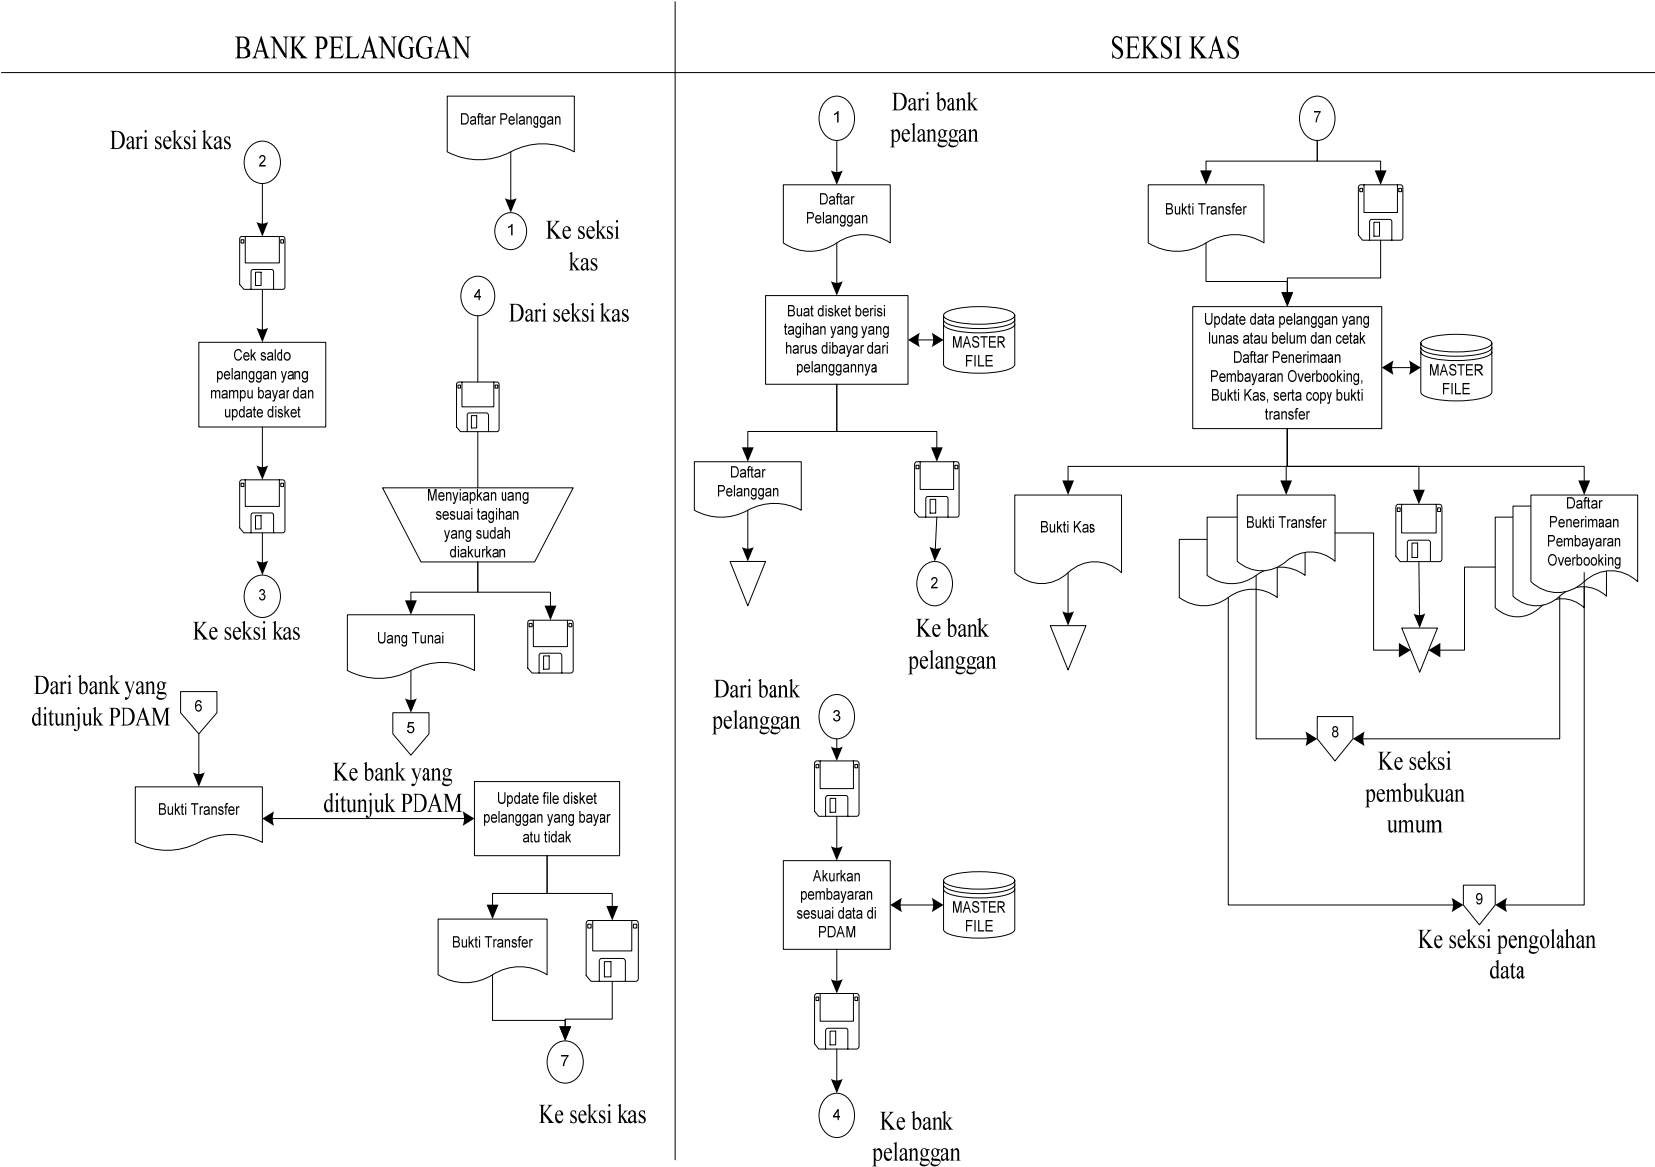 BANK PELANGGAN
SEKSI KAS
Dari seksi kas
2
Cek saldo
pelanggan yang
mampu bayar dan
update disket
3
Ke seksi kas
Daftar Pelanggan
1
Ke seksi
kas
4
Dari seksi kas
Menyiapkan uang
sesuai tagihan
yang sudah
diakurkan
Uang Tunai
5
Ke bank yang
ditunjuk PDAM
Dari bank yang
ditunjuk PDAM
6
Bukti Transfer
Update file disket
pelanggan yang bayar
atu tidak
Bukti Transfer
7
Ke seksi kas
1
Dari bank
pelanggan
Daftar
Pelanggan
Buat disket berisi
tagihan yang yang
harus dibayar dari
pelanggannya
MASTER
FILE
Daftar
Pelanggan
2
Ke bank
pelanggan
Dari bank
pelanggan
3
Akurkan
pembayaran
sesuai data di
PDAM
MASTER
FILE
4
Ke bank
pelanggan
7
Bukti Transfer
Update data pelanggan yang
lunas atau belum dan cetak
Daftar Penerimaan
Pembayaran Overbooking,
Bukti Kas, serta copy bukti
transfer
MASTER
FILE
Bukti Kas
Bukti Transfer
Daftar
Penerimaan
Pembayaran
Overbooking
8
Ke seksi
pembukuan
umum
9
Ke seksi pengolahan
data